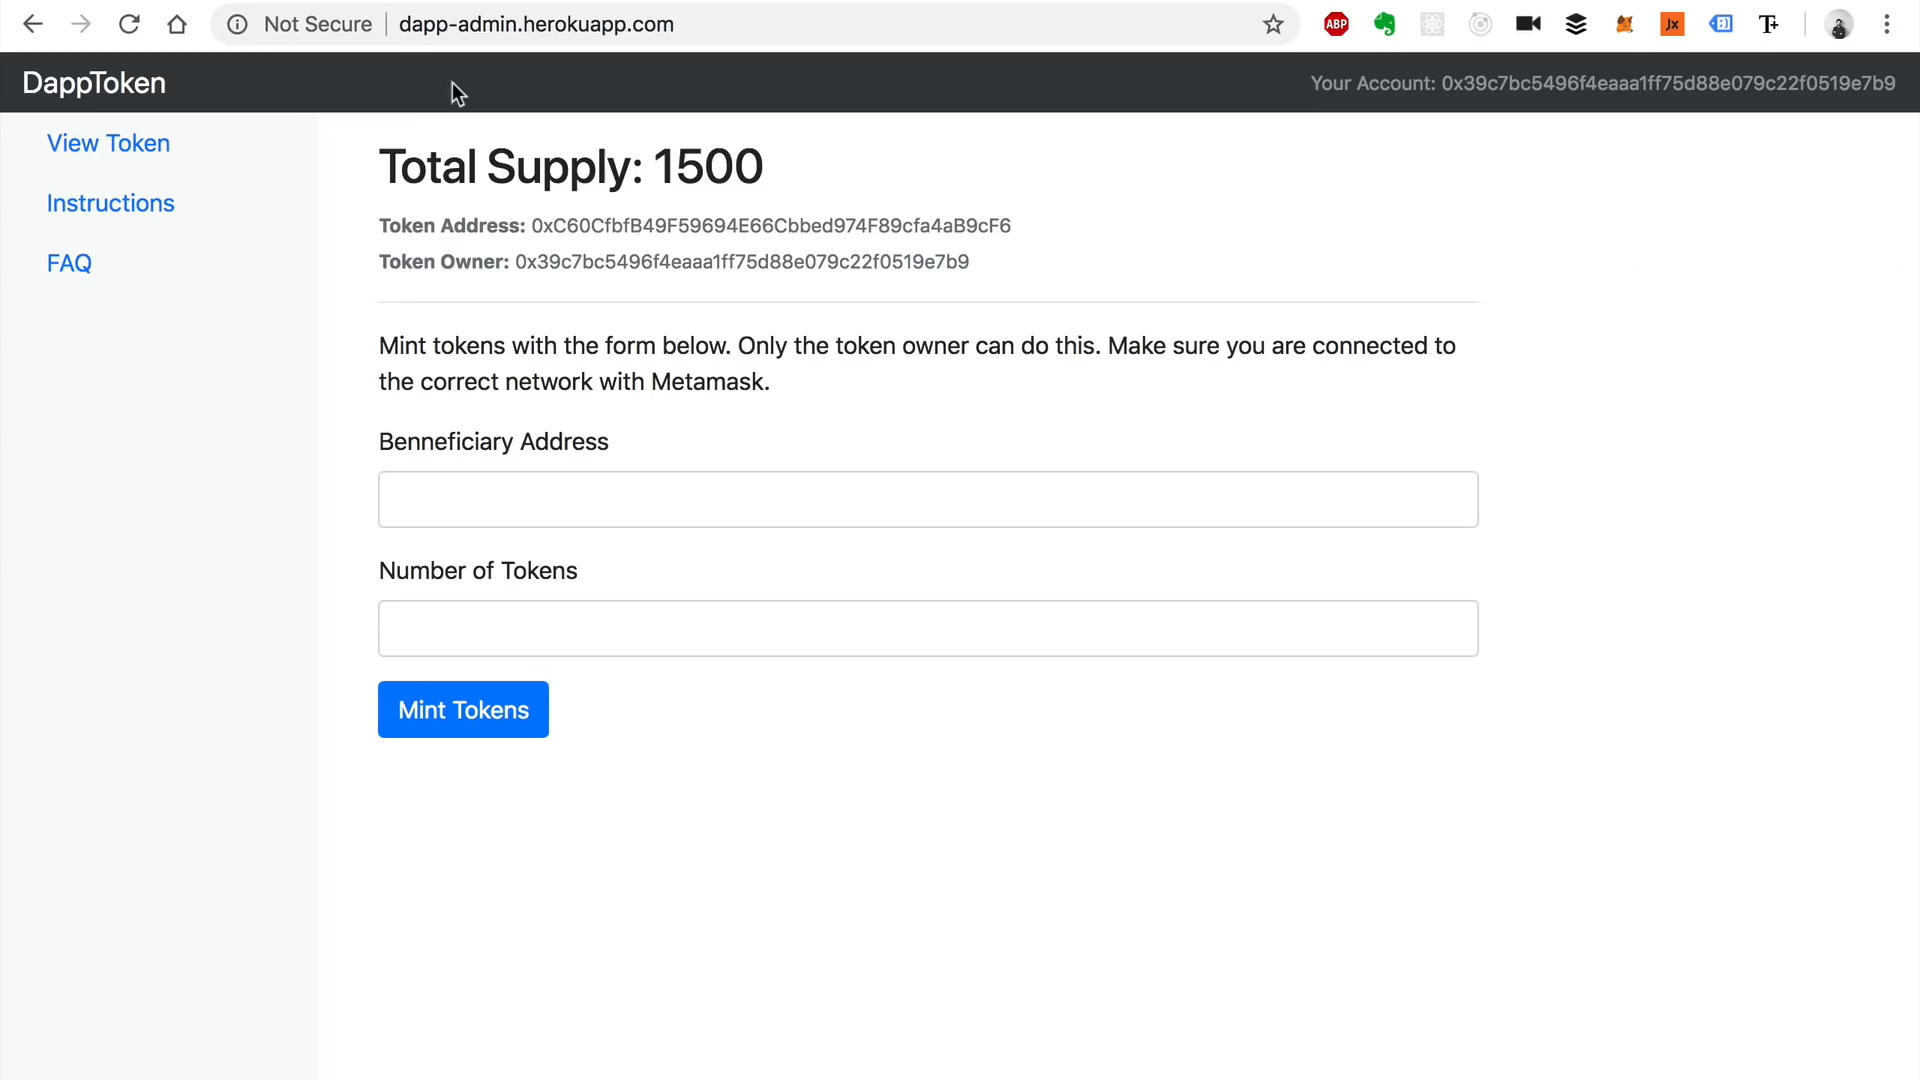 Not Secure dapp-admin.herokuapp.com
ABP
Jx
T+
DappToken
Your Account: 0x39c7bc5496f4eaaa1ff75d88e079c22f0519e7b9
View Token
Instructions
FAQ
Total Supply: 1500
Token Address: 0xC60CfbfB49F59694E66Cbbed974F89cfa4aB9cF6
Token Owner: 0x39c7bc5496f4eaaa1ff75d88e079c22f0519e7b9
Mint tokens with the form below. Only the token owner can do this. Make sure you are connected to
the correct network with Metamask.
Benneficiary Address
Number of Tokens
Mint Tokens